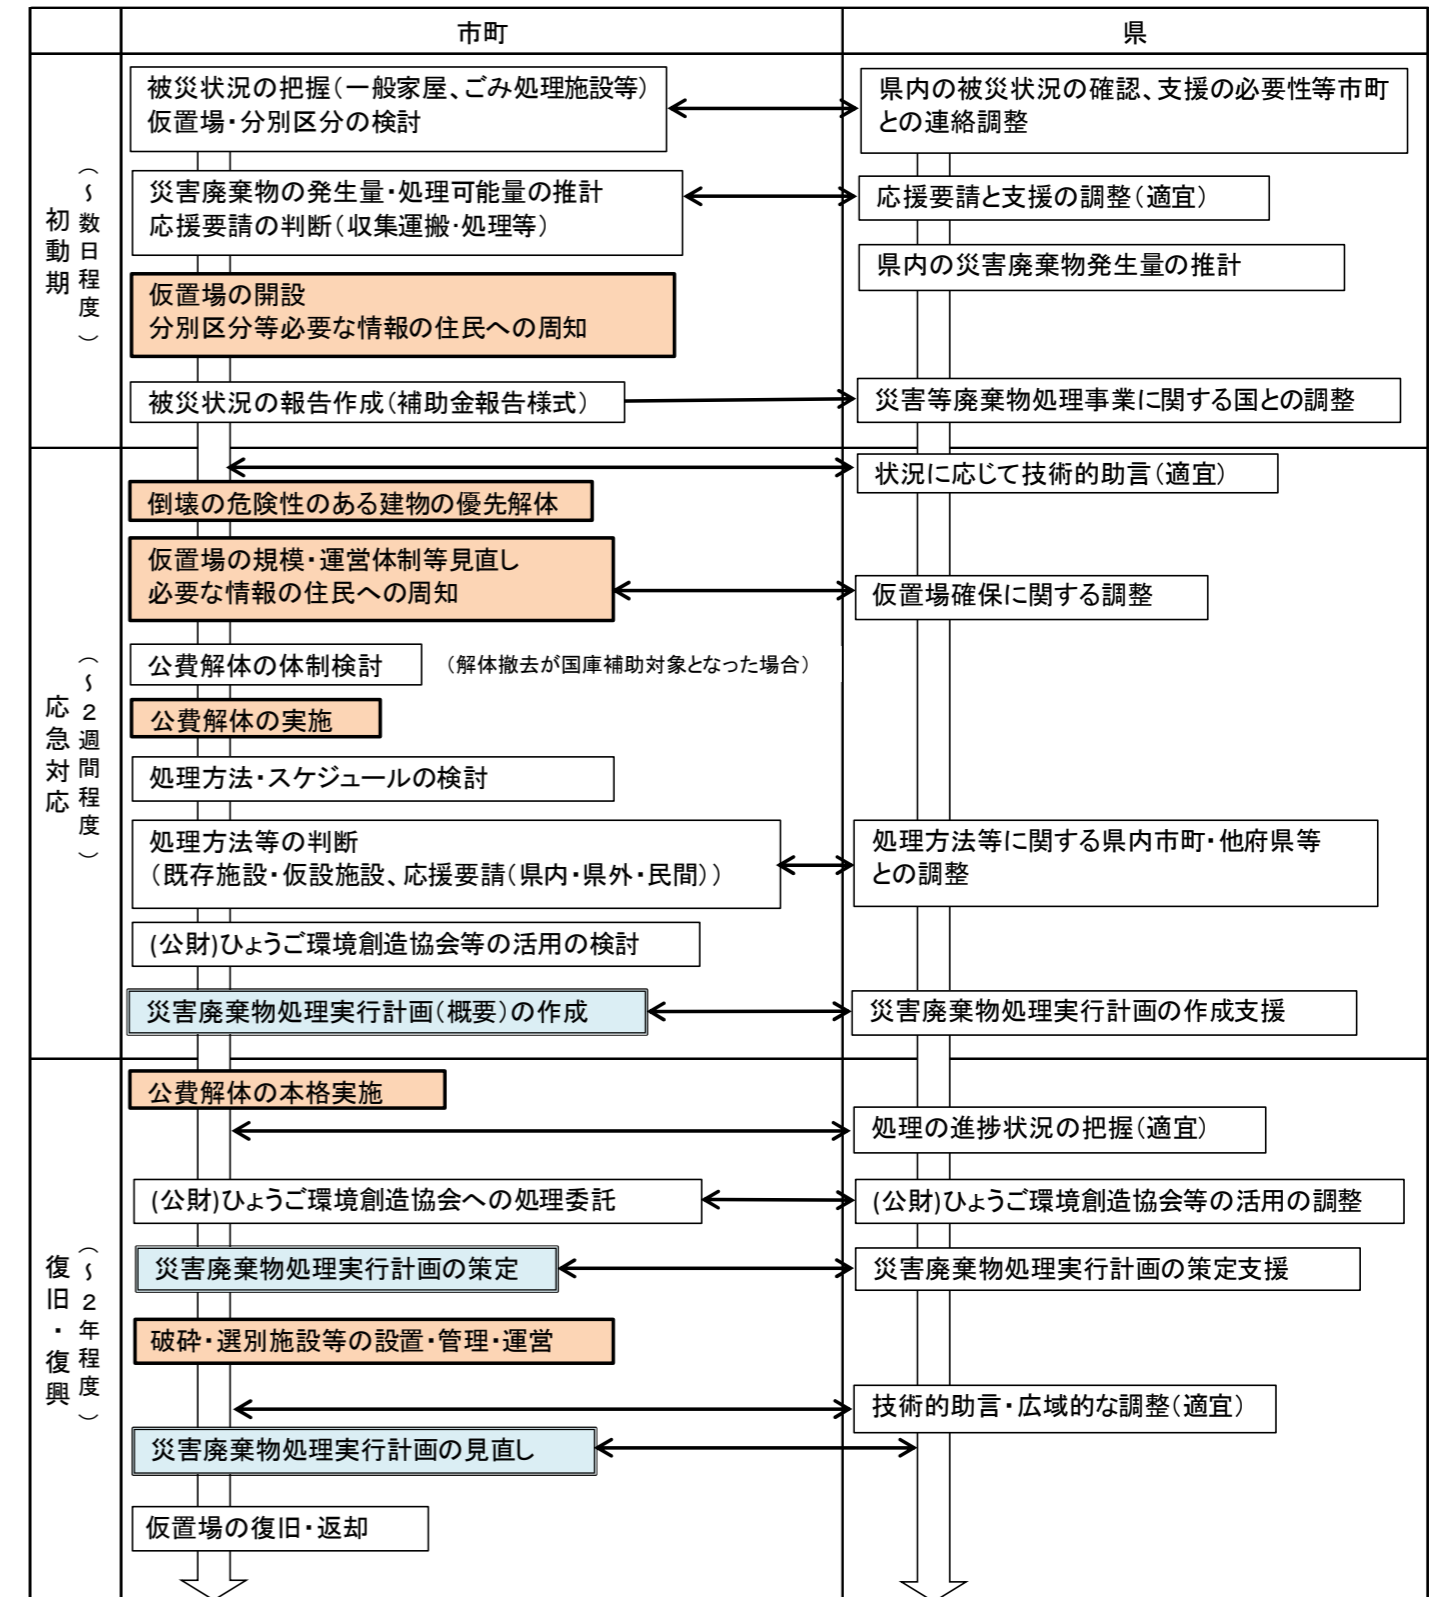 市町
県
初動期
（～数日程度）
被災状況の把握（一般家屋、ごみ処理施設等）
仮置場・分別区分の検討
県内の被災状況の確認、支援の必要性等市町
との連絡調整
災害廃棄物の発生量・処理可能量の推計
応援要請の判断（収集運搬・処理等）
応援要請と支援の調整（適宜）
県内の災害廃棄物発生量の推計
仮置場の開設
分別区分等必要な情報の住民への周知
被災状況の報告作成（補助金報告様式）
災害等廃棄物処理事業に関する国との調整
応急対応
（～２週間程度）
状況に応じて技術的助言（適宜）
倒壊の危険性のある建物の優先解体
仮置場の規模・運営体制等見直し
必要な情報の住民への周知
仮置場確保に関する調整
公費解体の体制検討
（解体撤去が国庫補助対象となった場合）
公費解体の実施
処理方法・スケジュールの検討
処理方法等の判断
（既存施設・仮設施設、応援要請（県内・県外・民間））
処理方法等に関する県内市町・他府県等
との調整
(公財)ひょうご環境創造協会等の活用の検討
災害廃棄物処理実行計画（概要）の作成
災害廃棄物処理実行計画の作成支援
復旧・復興
（～２年程度）
公費解体の本格実施
処理の進捗状況の把握（適宜）
(公財)ひょうご環境創造協会への処理委託
(公財)ひょうご環境創造協会等の活用の調整
災害廃棄物処理実行計画の策定
災害廃棄物処理実行計画の策定支援
破砕・選別施設等の設置・管理・運営
技術的助言・広域的な調整（適宜）
災害廃棄物処理実行計画の見直し
仮置場の復旧・返却